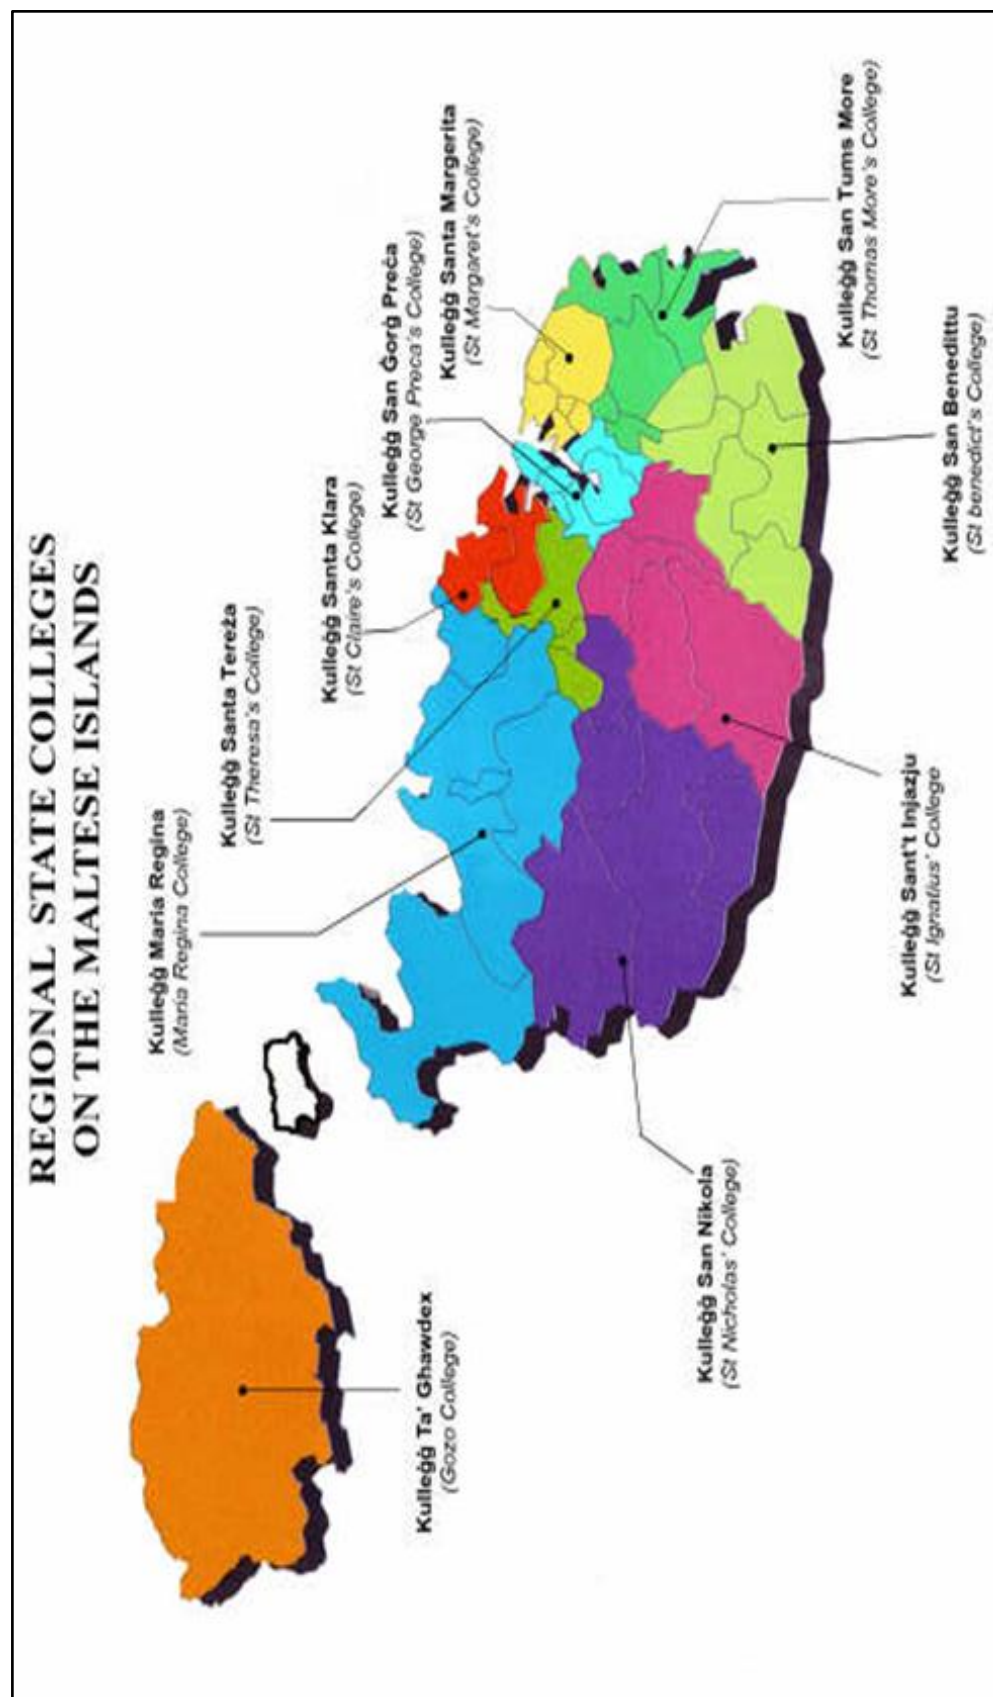 REGIONAL STATE COLLEGES
ON THE MALTESE ISLANDS
Kulleġġ Maria Regina
(Maria Regina College)
Kulleġġ Santa Tereża
(St Theresa's College)
Kulleġġ Santa Klara
(St Claire's College)
Kulleġġ San Ġorġ Preċa
(St George Preca's College)
Kulleġġ Santa Margerita
(St Margaret's College)
Kulleġġ Ta' Ghawdex
(Gozo College)
Kulleġġ San Nikola
(St Nicholas' College)
Kulleġġ Sant't Injazju
(St Ignatius' College
Kulleġġ San Benedittu
(St benedict's College)
Kulleġġ San Tums More
(St Thomas More's College)